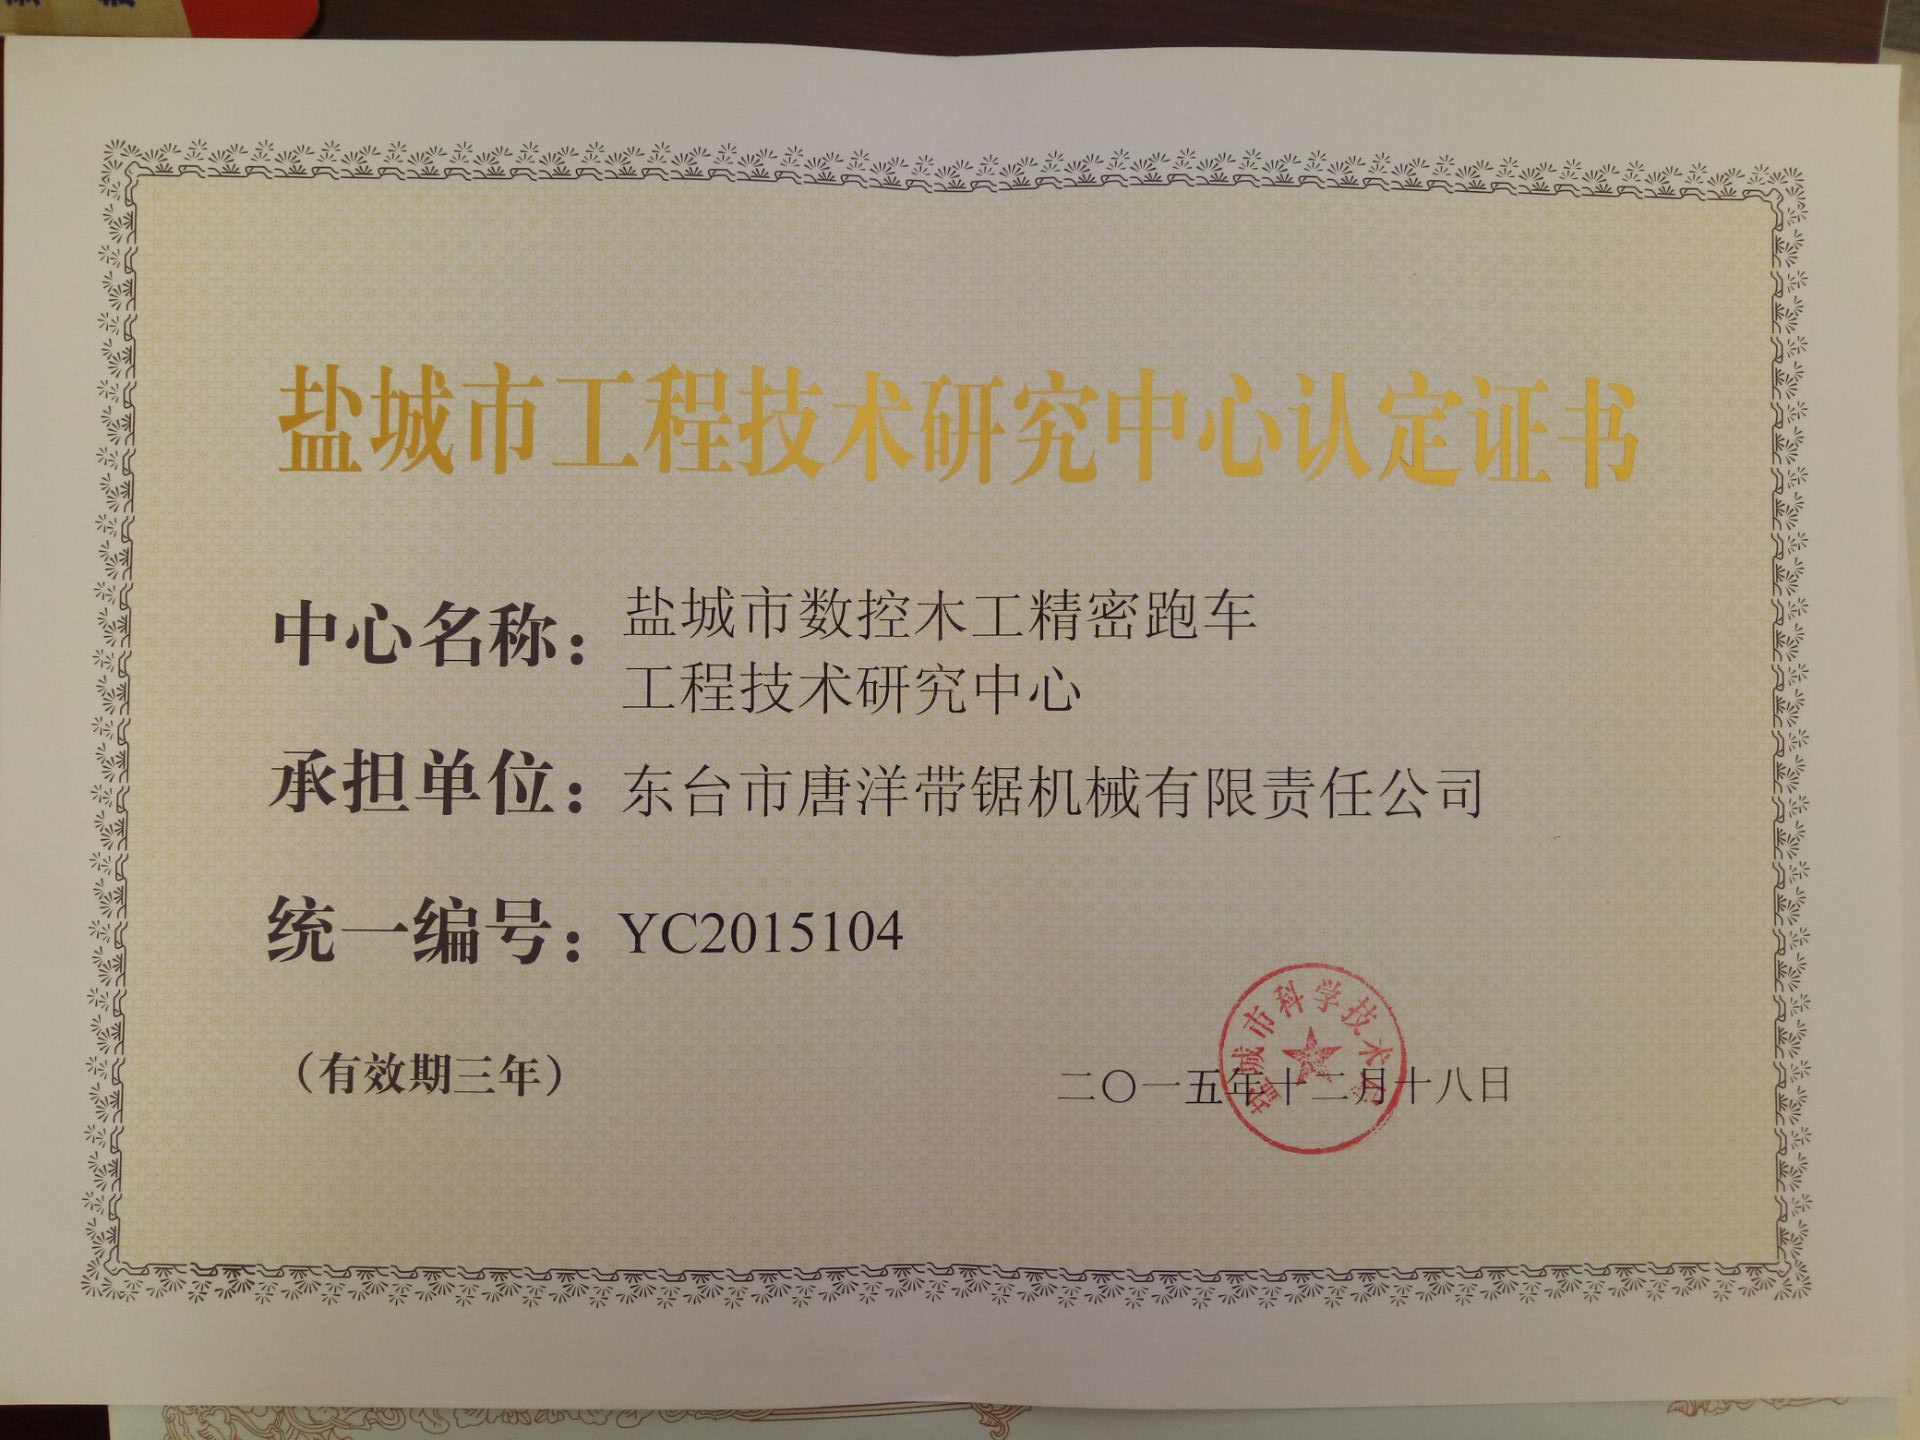 盐城市工程技术研究中心认定证书
中心名称：盐城市数控木工精密跑车
工程技术研究中心
承担单位：东台市唐洋带锯机械有限责任公司
统一编号：YC2015104
（有效期三年）
二〇一五年十二月十八日
盐城市科学技术